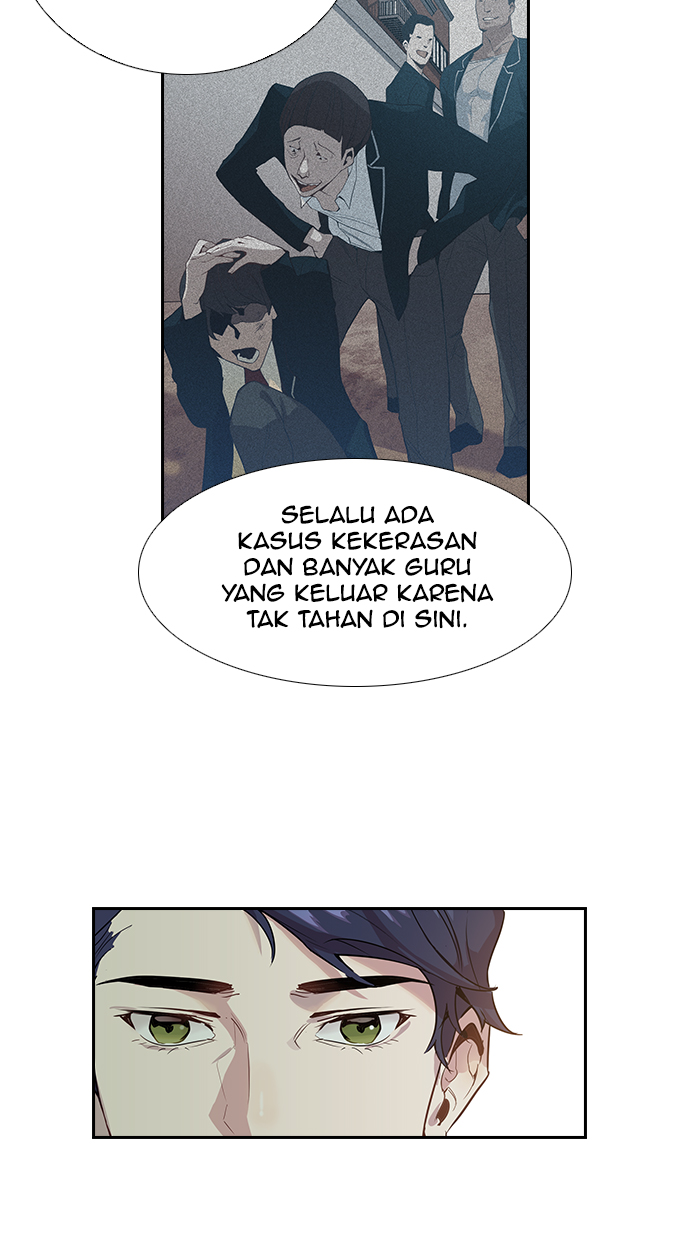 SELALU ADA
KASUS KEKERASAN
DAN BANYAK GURU
YANG KELUAR KARENA
TAK TAHAN DI SINI.